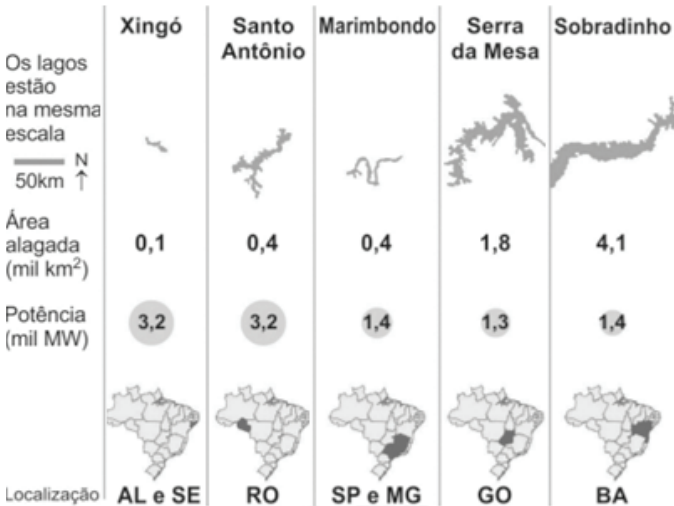 Xingó
Santo
Antônio
Marimbondo
Serra
da Mesa
Sobradinho
Os lagos
estão
na mesma
escala
N
50km ↑
Área
alagada
(mil km²)
0,1
0,4
0,4
1,8
4,1
Potência
(mil MW)
3,2
3,2
1,4
1,3
1,4
Localização
AL e SE
RO
SP e MG
GO
BA